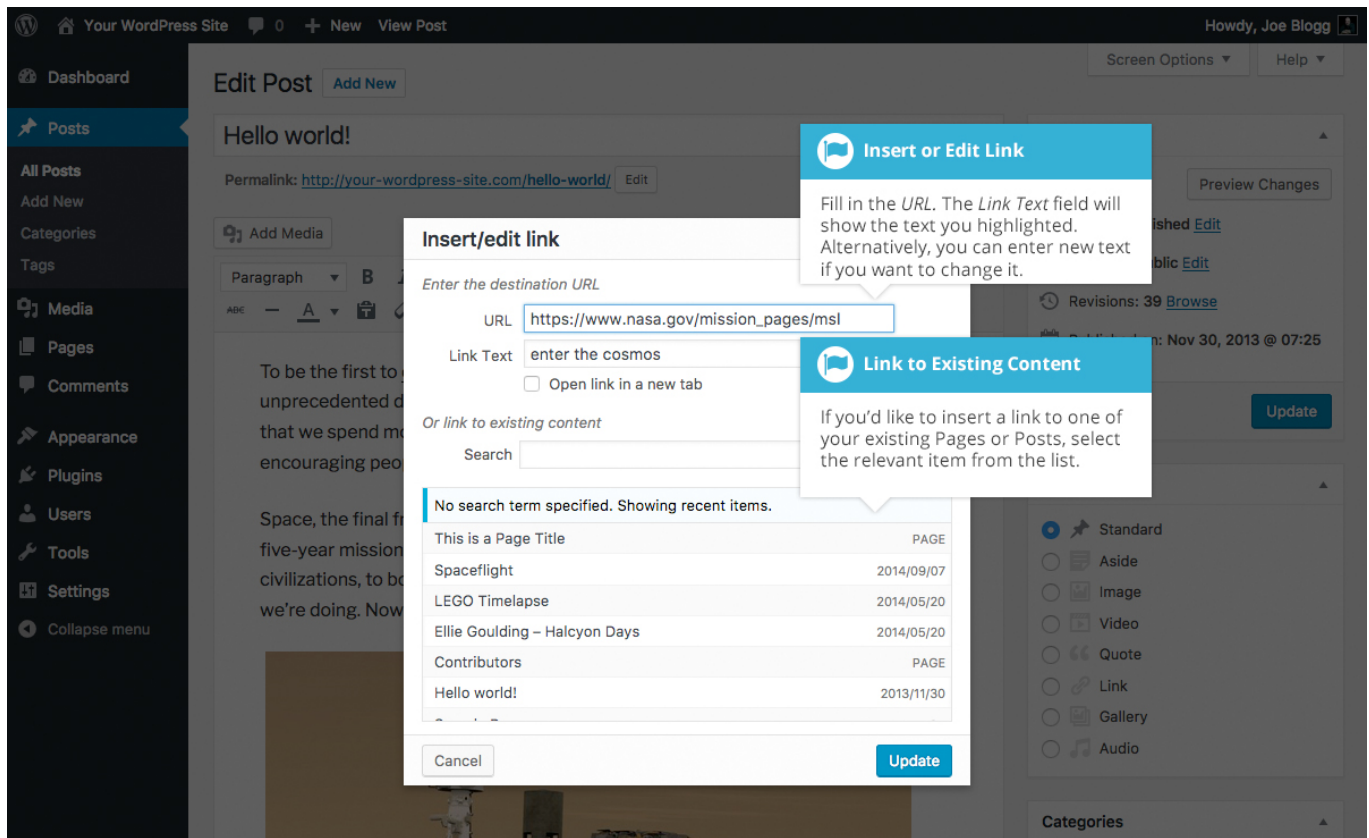 Your WordPress Site 0 + New View Post Howdy, Joe Blogg
Screen Options Help
Dashboard
Posts
All Posts
Add New
Categories
Tags
Media
Pages
Comments
Appearance
Plugins
Users
Tools
Settings
Collapse menu
Edit Post Add New
Hello world!
Permalink: http://your-wordpress-site.com/hello-world/ Edit
Add Media
Paragraph B
ABC A
To be the first to
unprecedented d
that we spend mo
encouraging peo
Space, the final fr
five-year mission
civilizations, to bo
we're doing. Now
Insert/edit link
Enter the destination URL
URL https://www.nasa.gov/mission_pages/msl
Link Text enter the cosmos
Open link in a new tab
Or link to existing content
Search
No search term specified. Showing recent items.
This is a Page Title PAGE
Spaceflight 2014/09/07
LEGO Timelapse 2014/05/20
Ellie Goulding – Halcyon Days 2014/05/20
Contributors PAGE
Hello world! 2013/11/30
Cancel Update
Insert or Edit Link
Fill in the URL. The Link Text field will
show the text you highlighted.
Alternatively, you can enter new text
if you want to change it.
Link to Existing Content
If you'd like to insert a link to one of
your existing Pages or Posts, select
the relevant item from the list.
Preview Changes
ished Edit
blic Edit
Revisions: 39 Browse
n: Nov 30, 2013 @ 07:25
Update
Standard
Aside
Image
Video
Quote
Link
Gallery
Audio
Categories